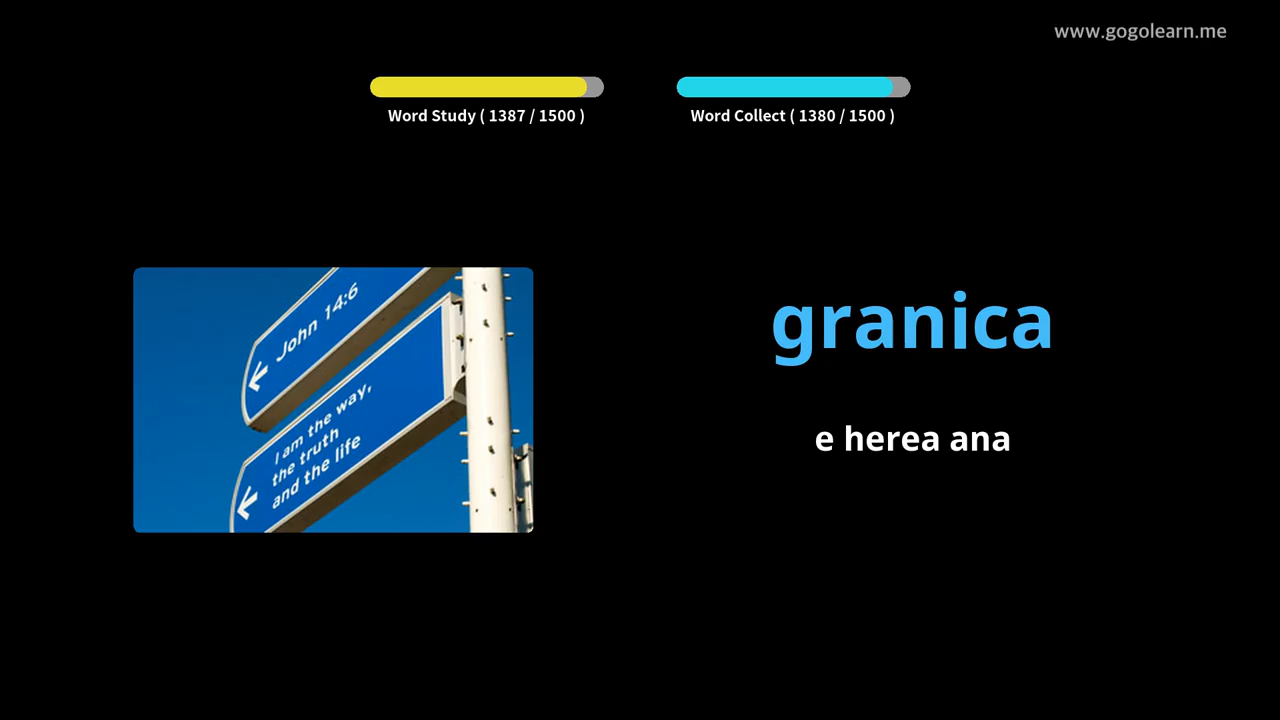 www.gogolearn.me
Word Study ( 1387 / 1500 )
Word Collect ( 1380 / 1500 )
John 14:6
I am the way,
the truth
and the life
granica
e herea ana